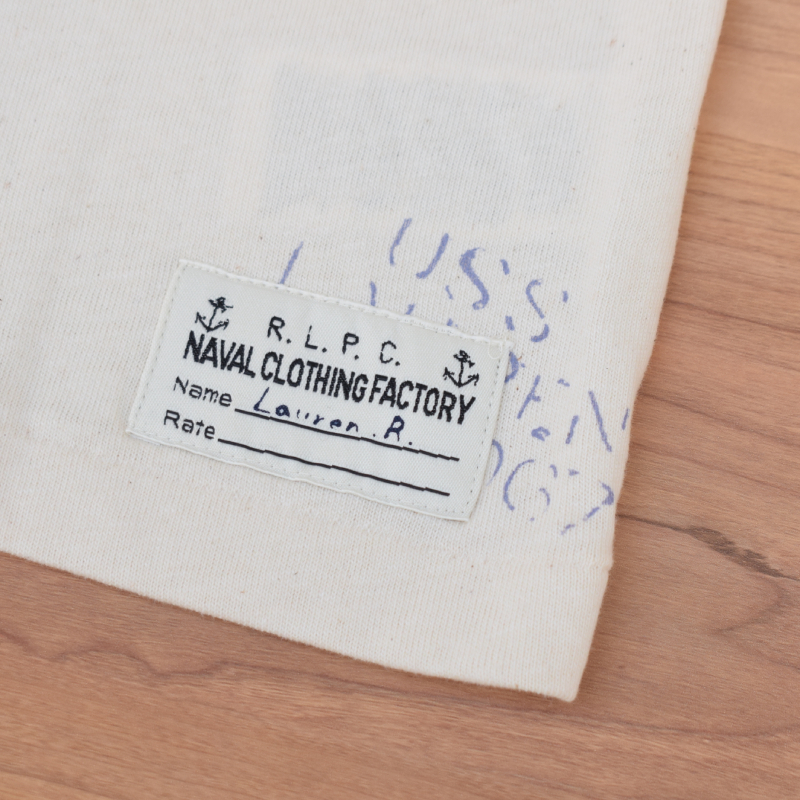 USS
R. L. P. C.
NAVAL CLOTHING FACTORY
Name Lauren. R.
Rate